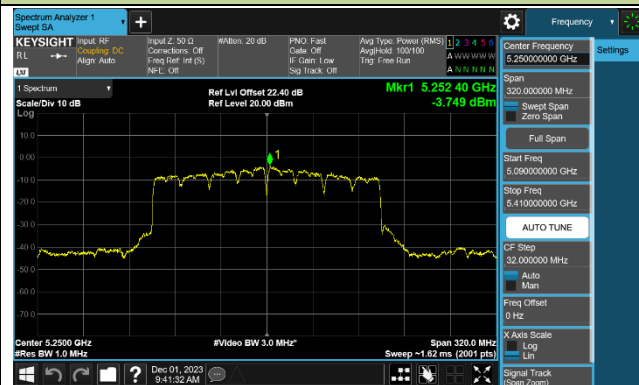 Spectrum Analyzer 1
Swept SA
Frequency
KEYSIGHT
RL
LXI
Input: RF
Coupling: DC
Align: Auto
Input Z: 50 Ω
Corrections: Off
Freq Ref: Int (S)
NFE: Off
#Atten: 20 dB
PNO: Fast
Gate: Off
IF Gain: Low
Sig Track: Off
Avg Type: Power (RMS)
Avg|Hold: 100/100
Trig: Free Run
1 2 3 4 5 6
A W W W W W
A N N N N N
1 Spectrum
Scale/Div 10 dB
Log
Ref Lvl Offset 22.40 dB
Ref Level 20.00 dBm
Mkr1 5.252 40 GHz
-3.749 dBm
1
10.0
0.00
-10.0
-20.0
-30.0
-40.0
-50.0
-60.0
-70.0
Center 5.2500 GHz
#Res BW 1.0 MHz
#Video BW 3.0 MHz*
Span 320.0 MHz
Sweep ~1.62 ms (2001 pts)
Center Frequency
5.250000000 GHz
Settings
Span
320.000000 MHz
Swept Span
Zero Span
Full Span
Start Freq
5.090000000 GHz
Stop Freq
5.410000000 GHz
AUTO TUNE
CF Step
32.000000 MHz
Auto
Man
Freq Offset
0 Hz
X Axis Scale
Log
Lin
Signal Track
(Span Zoom)
Dec 01, 2023
9:41:32 AM